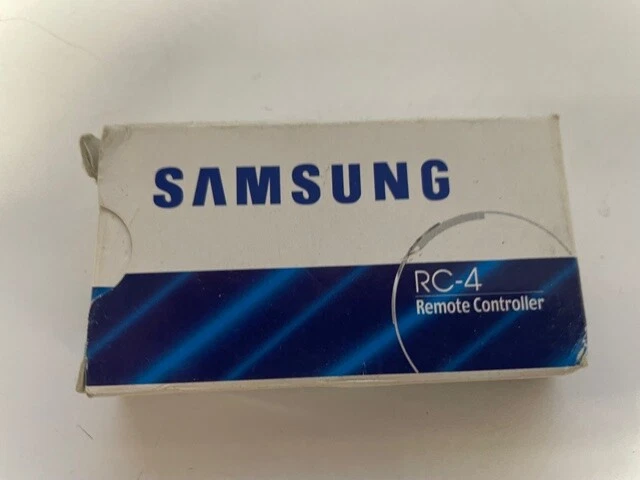 SAMSUNG
RC-4
Remote Controller